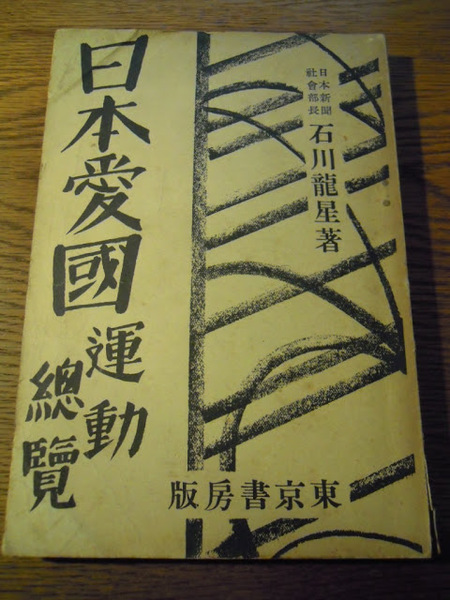 日本新聞
社會部長
石川龍星著
日本愛國運動
總覽
東京書房版